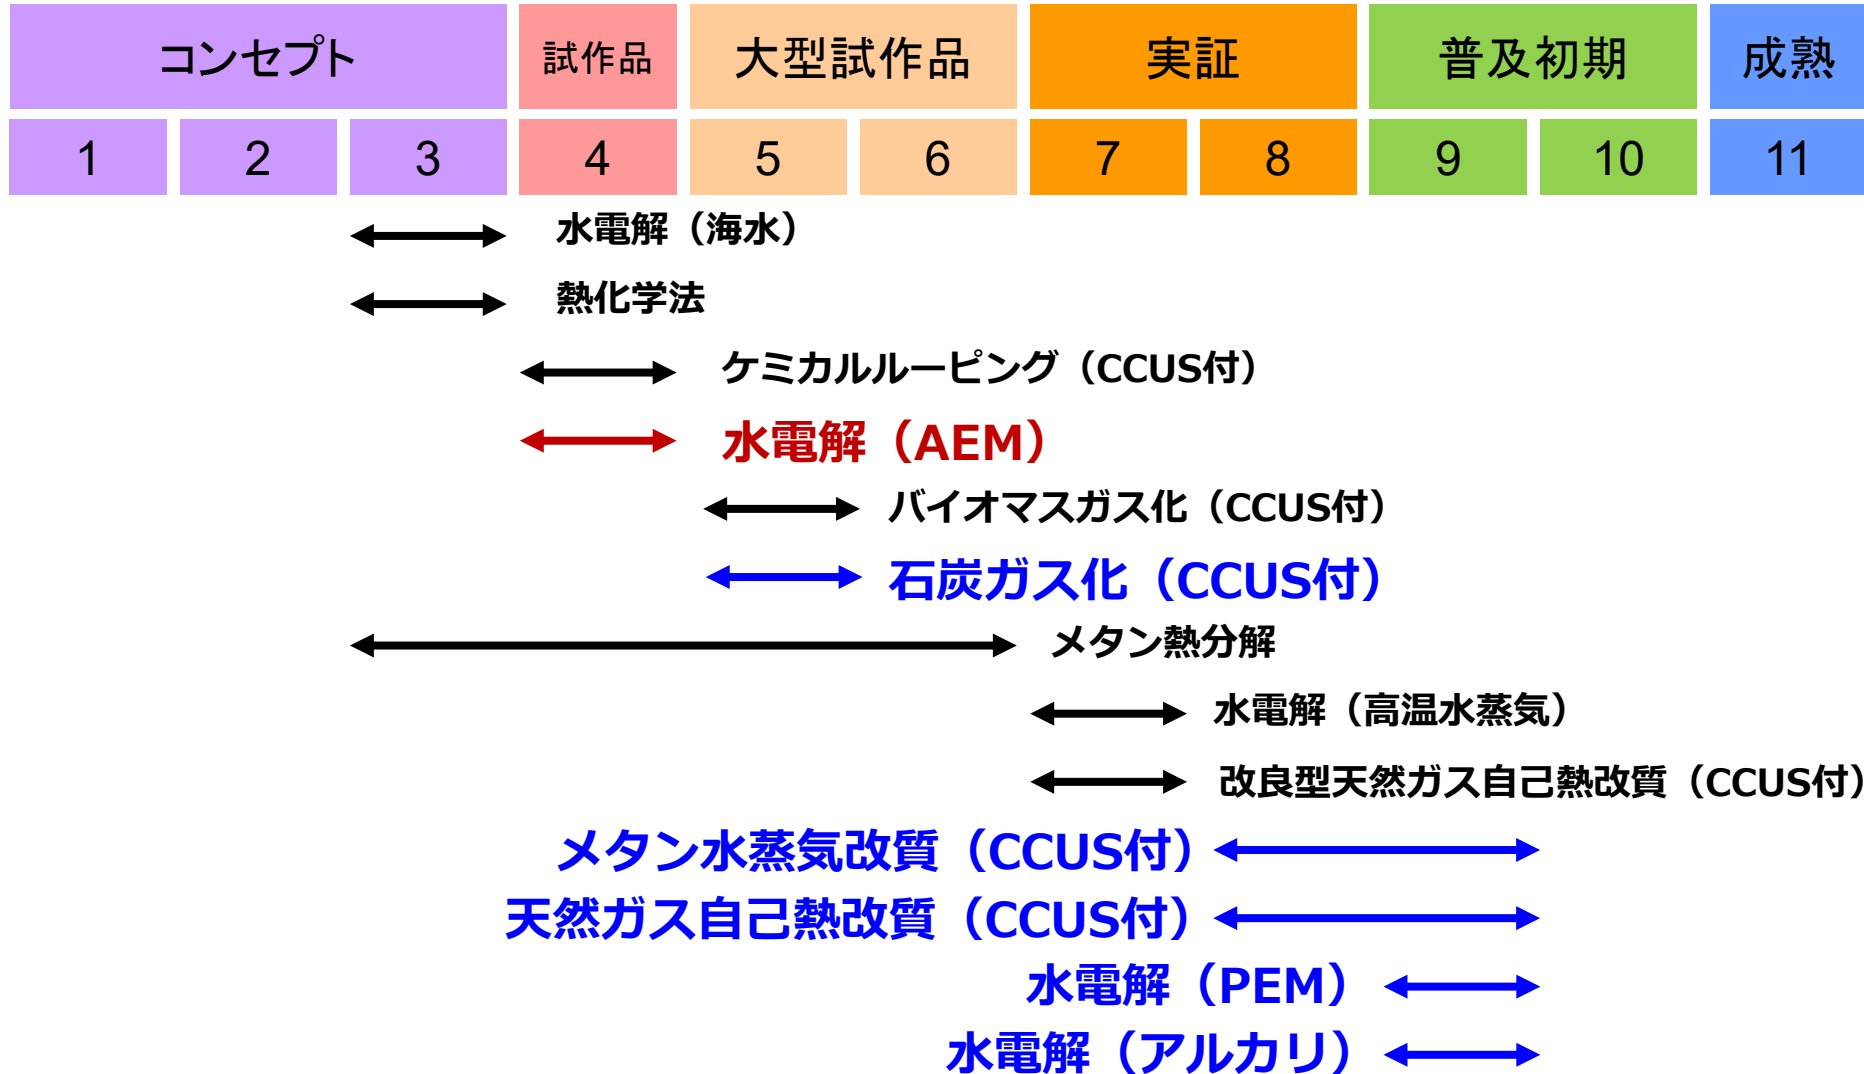 コンセプト 試作品 大型試作品 実証 普及初期 成熟
1 2 3 4 5 6 7 8 9 10 11
水電解（海水）
熱化学法
ケミカルルーピング（CCUS付）
水電解（AEM）
バイオマスガス化（CCUS付）
石炭ガス化（CCUS付）
メタン熱分解
水電解（高温水蒸気）
改良型天然ガス自己熱改質（CCUS付）
メタン水蒸気改質（CCUS付）
天然ガス自己熱改質（CCUS付）
水電解（PEM）
水電解（アルカリ）